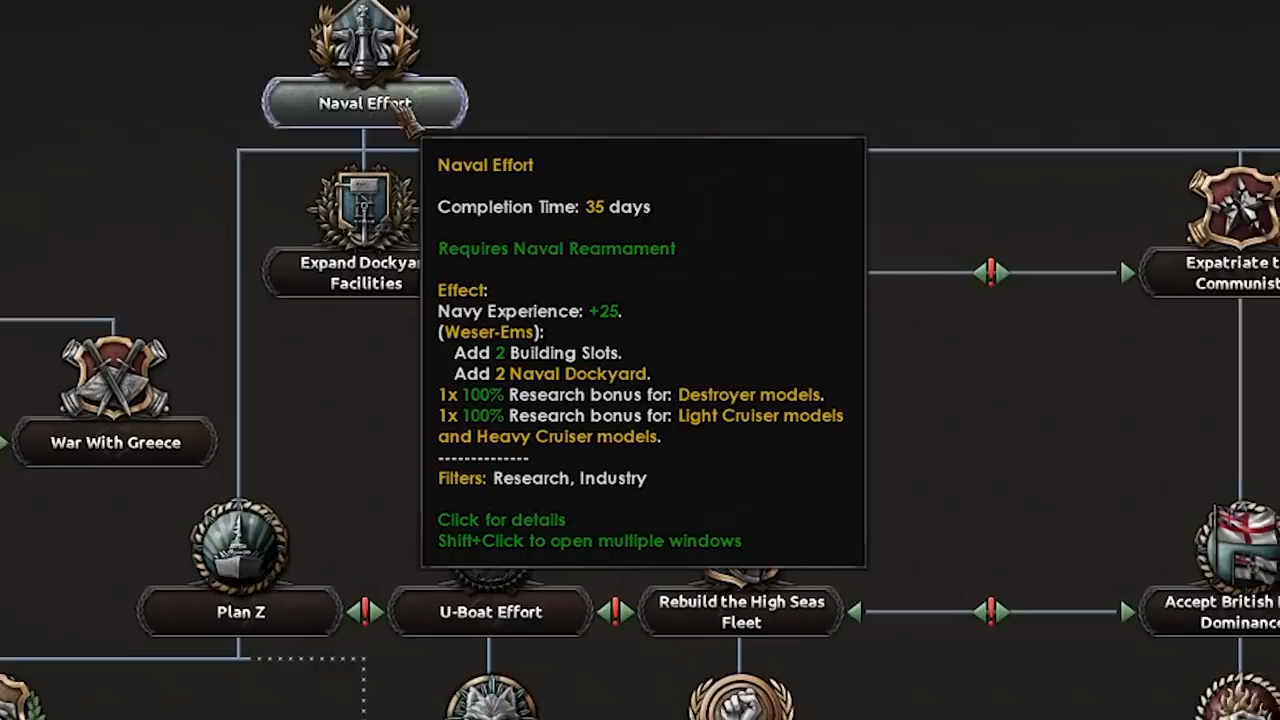 Naval Effort
Naval Effort
Completion Time: 35 days
Requires Naval Rearmament
Effect:
Navy Experience: +25.
(Weser-Ems):
Add 2 Building Slots.
Add 2 Naval Dockyard.
1x 100% Research bonus for: Destroyer models.
1x 100% Research bonus for: Light Cruiser models
and Heavy Cruiser models.
--------------
Filters: Research, Industry
Click for details
Shift+Click to open multiple windows
Expand Dockya
Facilities
Expatriate t
Communist
War With Greece
Plan Z
U-Boat Effort
Rebuild the High Seas
Fleet
Accept British
Dominance